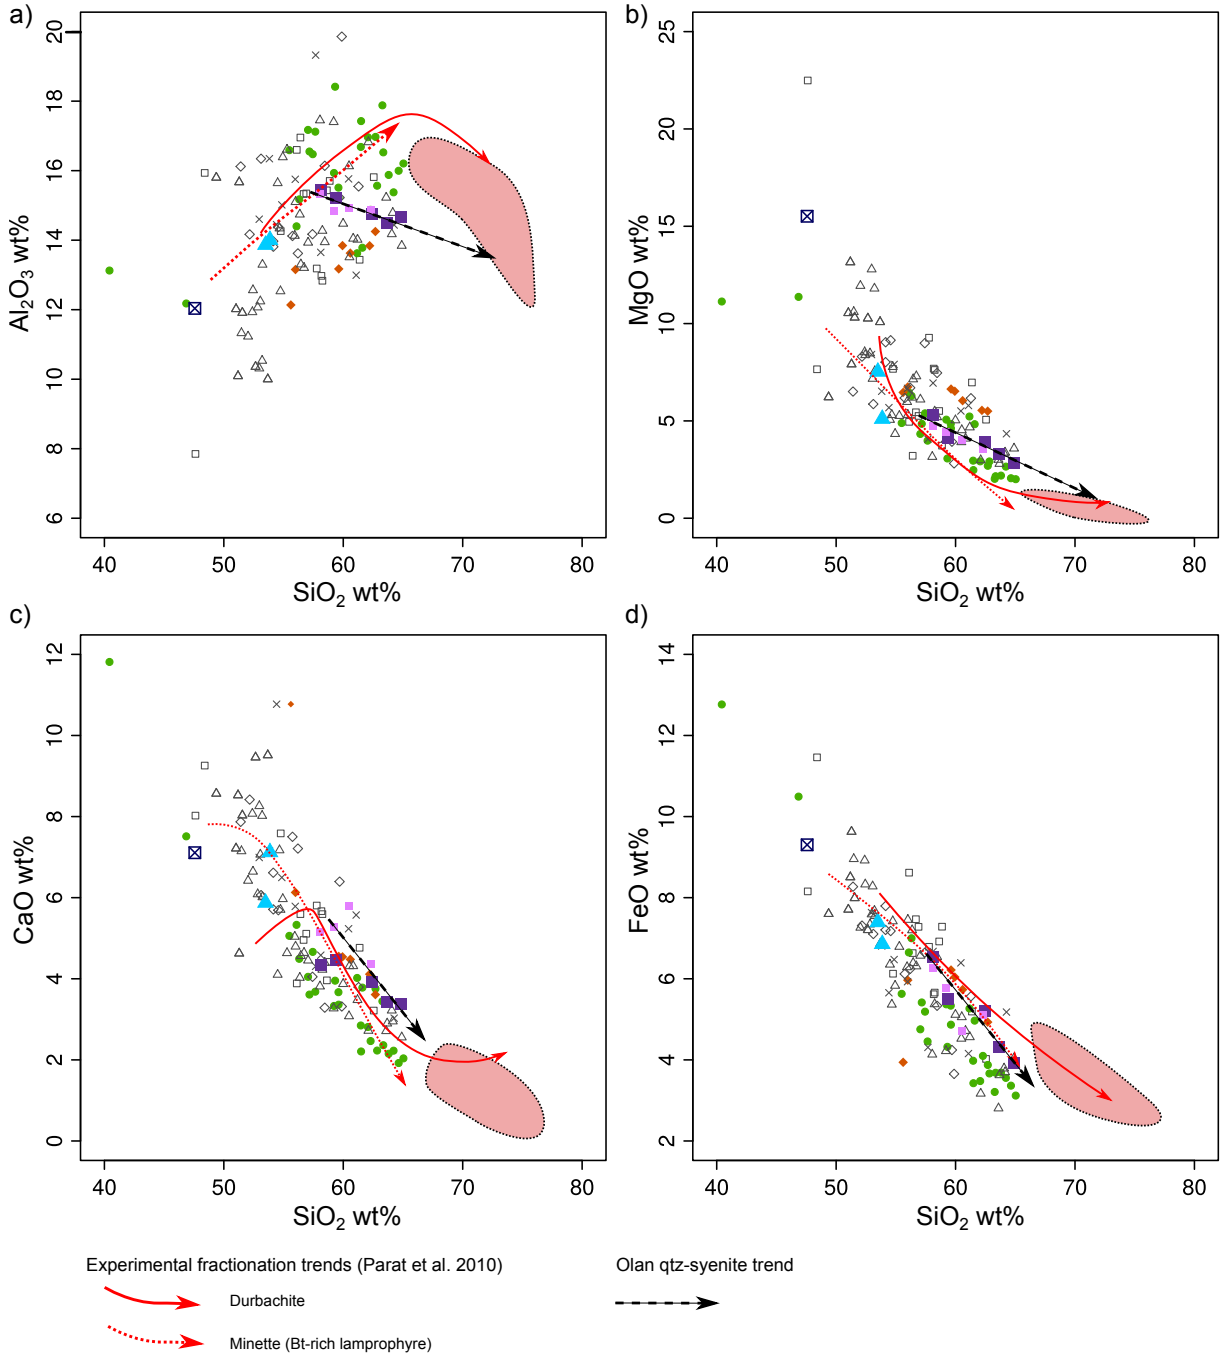 a)
20
18
16
14
12
10
8
6
Al₂O₃ wt%
40 50 60 70 80
SiO₂ wt%
b)
25
20
15
10
5
0
MgO wt%
40 50 60 70 80
SiO₂ wt%
c)
12
10
8
6
4
2
0
CaO wt%
40 50 60 70 80
SiO₂ wt%
d)
14
12
10
8
6
4
2
FeO wt%
40 50 60 70 80
SiO₂ wt%
Experimental fractionation trends (Parat et al. 2010)
Durbachite
Minette (Bt-rich lamprophyre)
Olan qtz-syenite trend